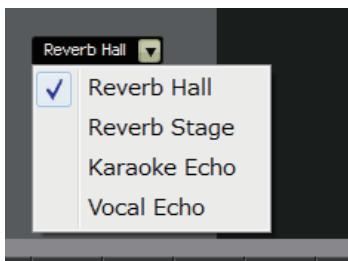 Reverb Hall
Reverb Hall
Reverb Stage
Karaoke Echo
Vocal Echo